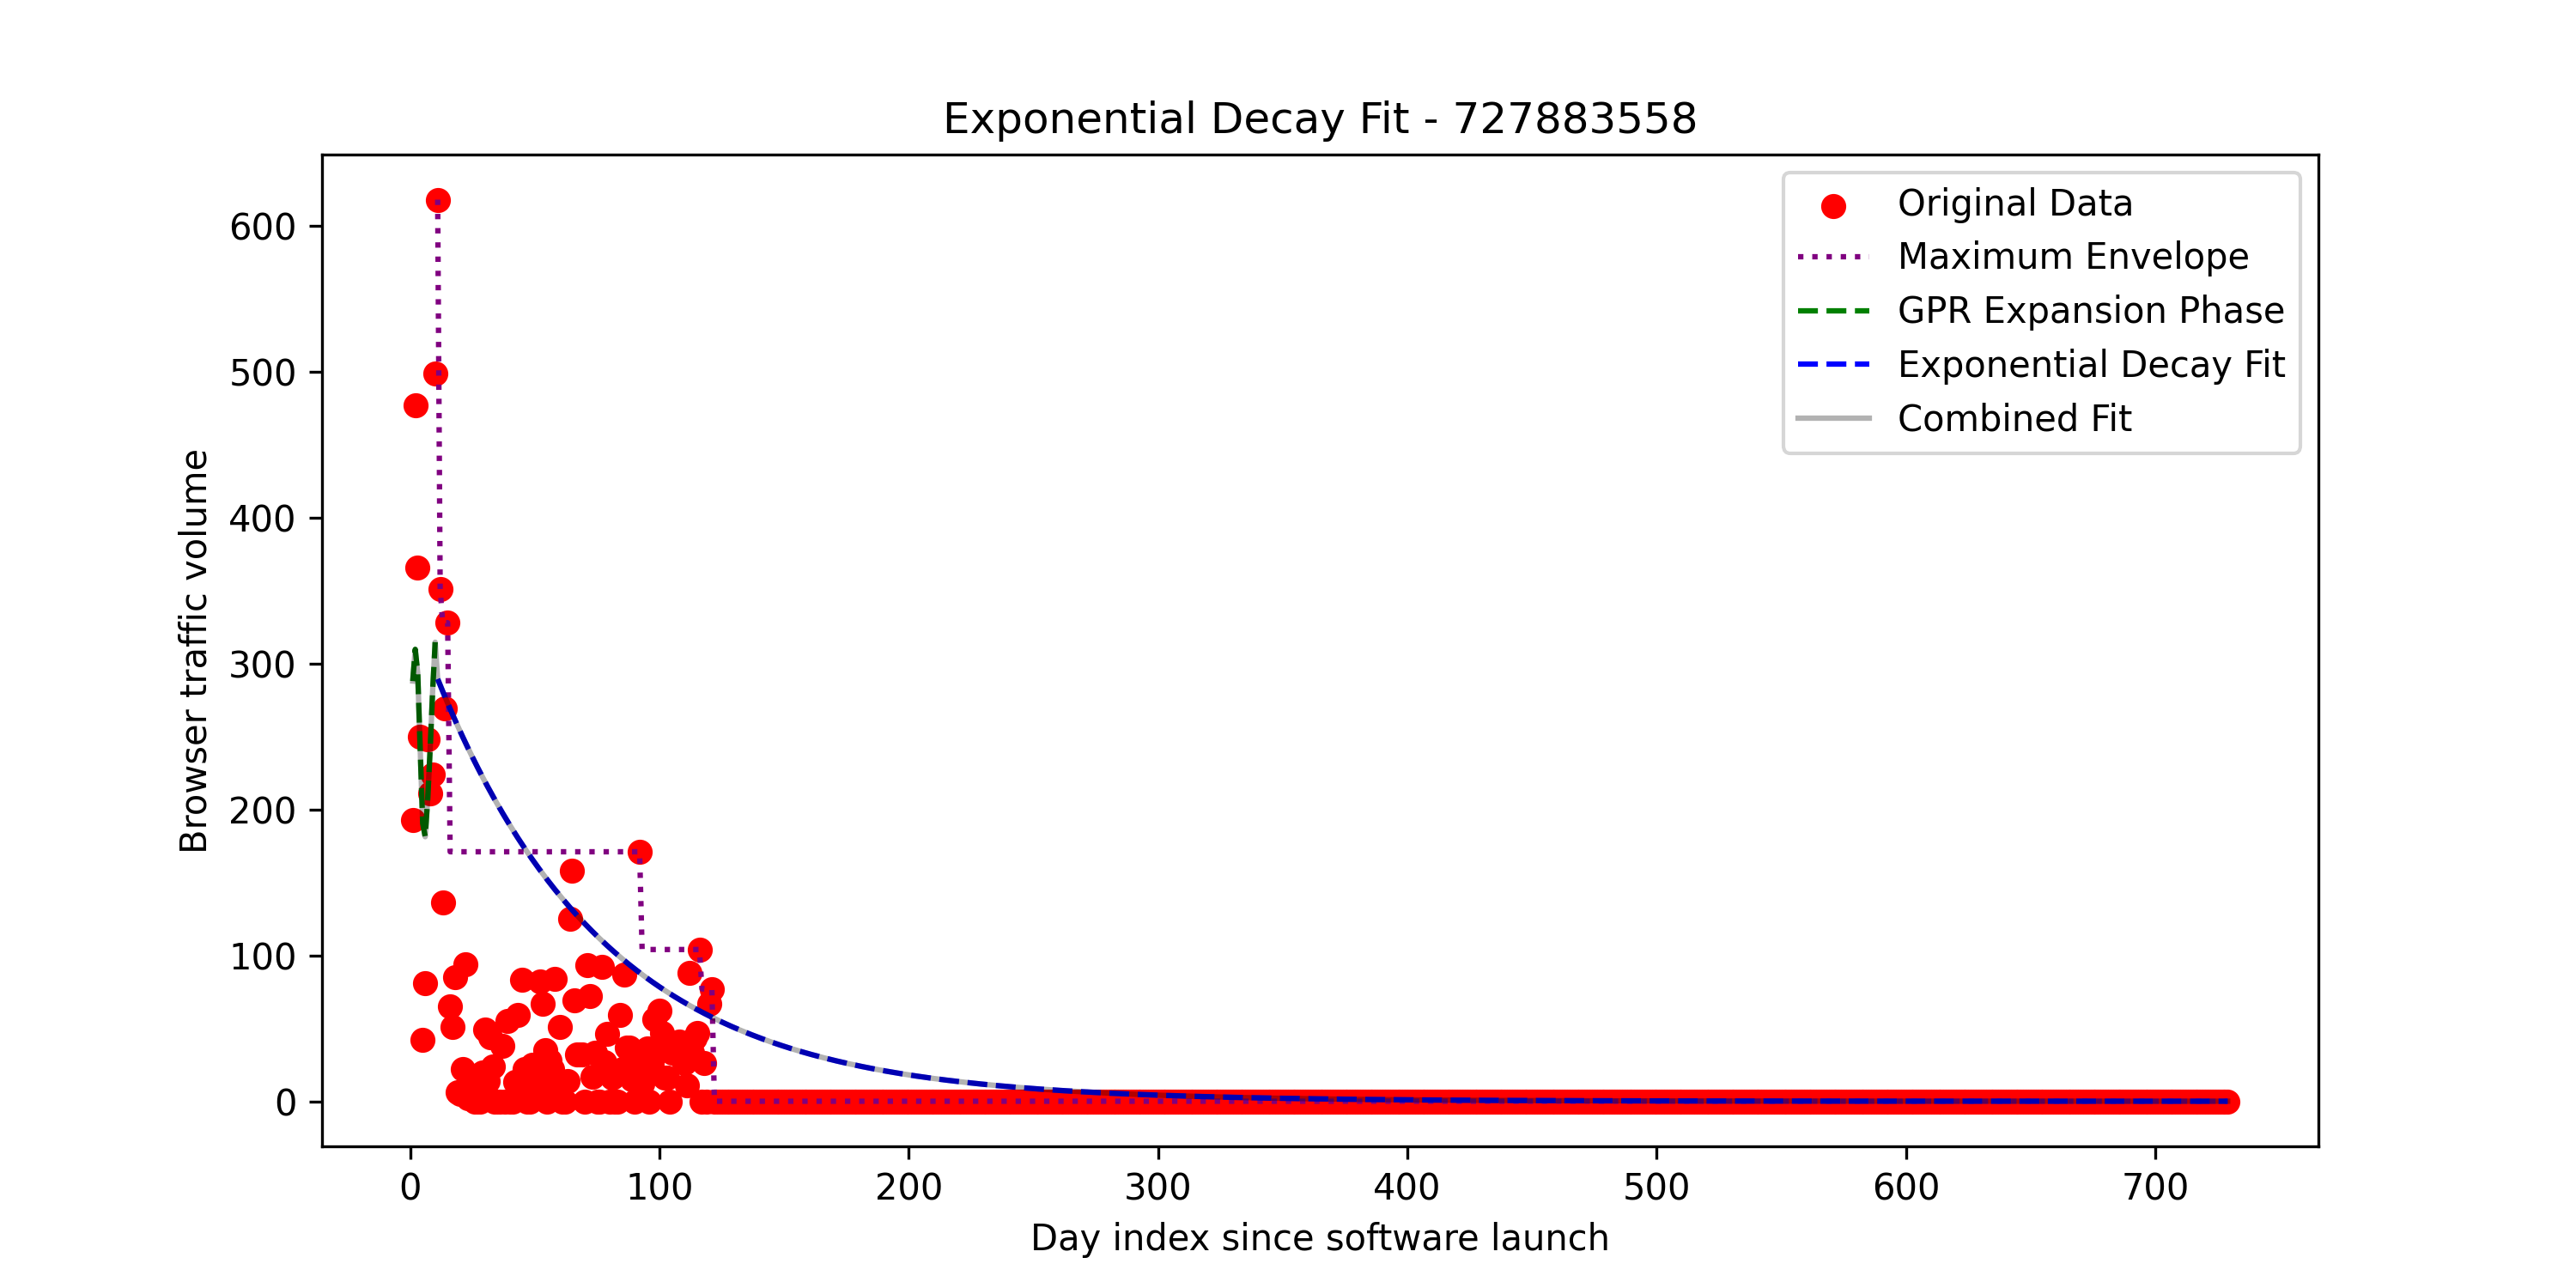 Exponential Decay Fit - 727883558
Original Data
Maximum Envelope
GPR Expansion Phase
Exponential Decay Fit
Combined Fit
Browser traffic volume
600
500
400
300
200
100
0
0 100 200 300 400 500 600 700
Day index since software launch